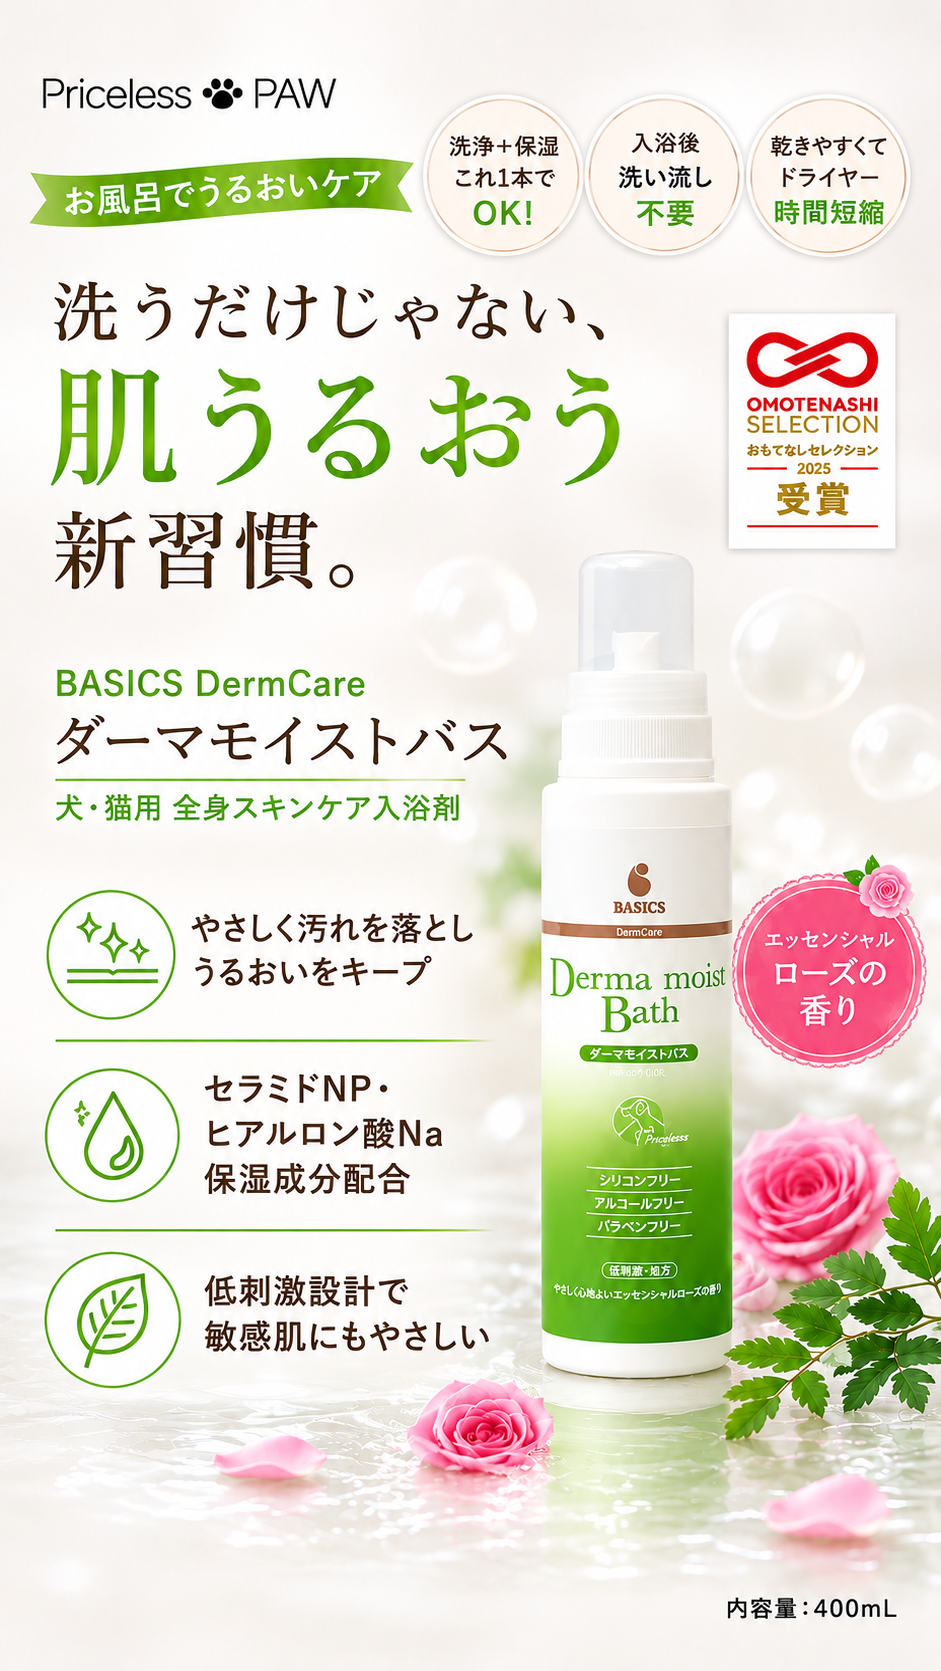 Priceless PAW
お風呂でうるおいケア
洗浄+保湿
これ1本で
OK!
入浴後
洗い流し
不要
乾きやすくて
ドライヤー
時間短縮
洗うだけじゃない、
肌うるおう
新習慣。
OMOTENASHI
SELECTION
おもてなしセレクション
2025
受賞
BASICS DermCare
ダーマモイストバス
犬・猫用 全身スキンケア入浴剤
やさしく汚れを落とし
うるおいをキープ
セラミドNP・
ヒアルロン酸Na
保湿成分配合
低刺激設計で
敏感肌にもやさしい
BASICS
DermCare
Derma moist
Bath
ダーマモイストバス
Pricelesss
シリコンフリー
アルコールフリー
パラベンフリー
低刺激・処方
やさしく心地よいエッセンシャルローズの香り
エッセンシャル
ローズの
香り
内容量：400mL